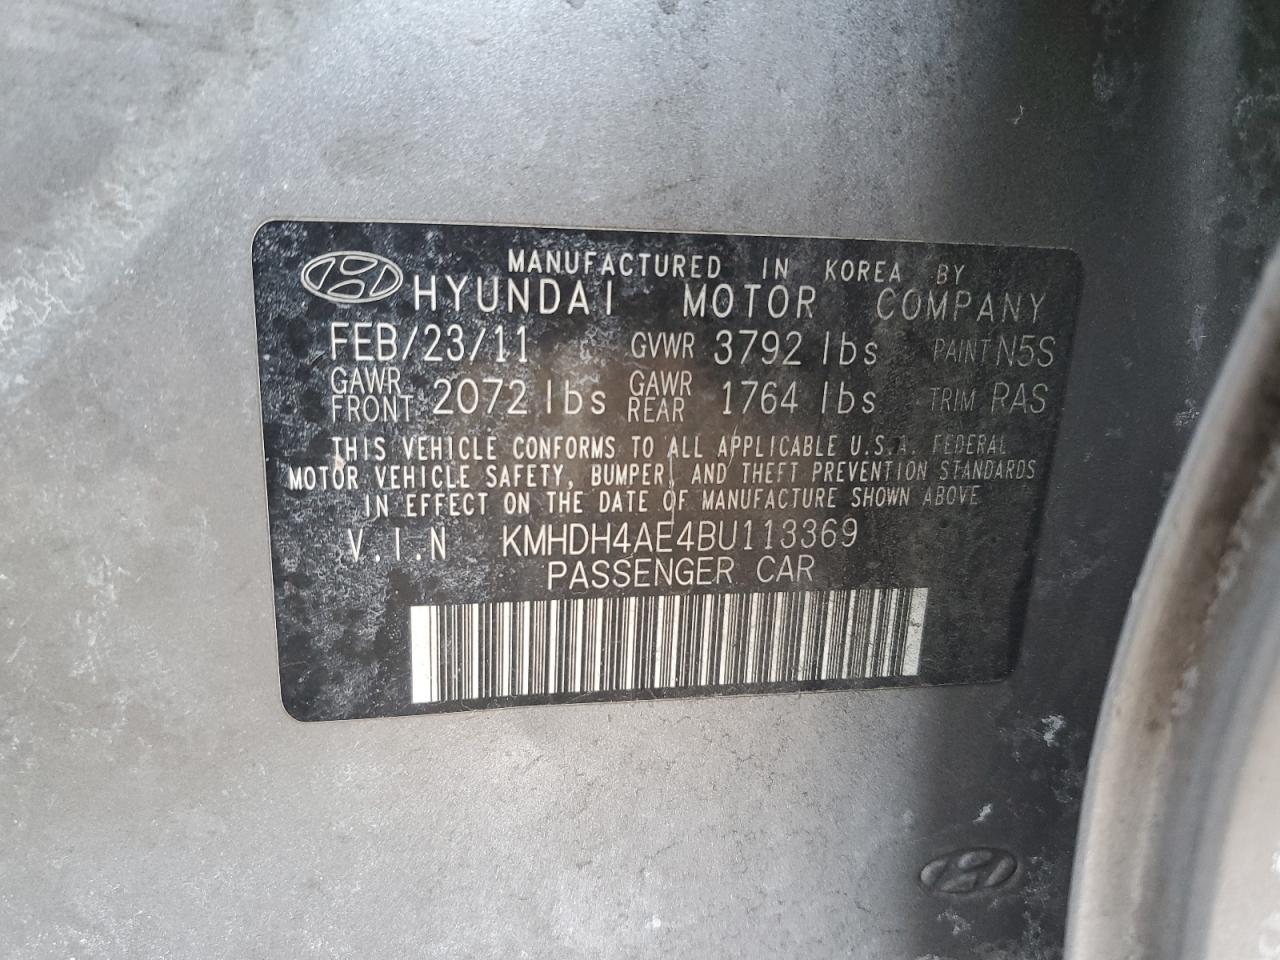 MANUFACTURED IN KOREA BY
HYUNDAI MOTOR COMPANY
FEB/23/11 GVWR 3792 lbs PAINT N5S
GAWR FRONT 2072 lbs GAWR REAR 1764 lbs TRIM RAS
THIS VEHICLE CONFORMS TO ALL APPLICABLE U.S.A. FEDERAL
MOTOR VEHICLE SAFETY, BUMPER, AND THEFT PREVENTION STANDARDS
IN EFFECT ON THE DATE OF MANUFACTURE SHOWN ABOVE
V.I.N KMHDH4AE4BU113369
PASSENGER CAR